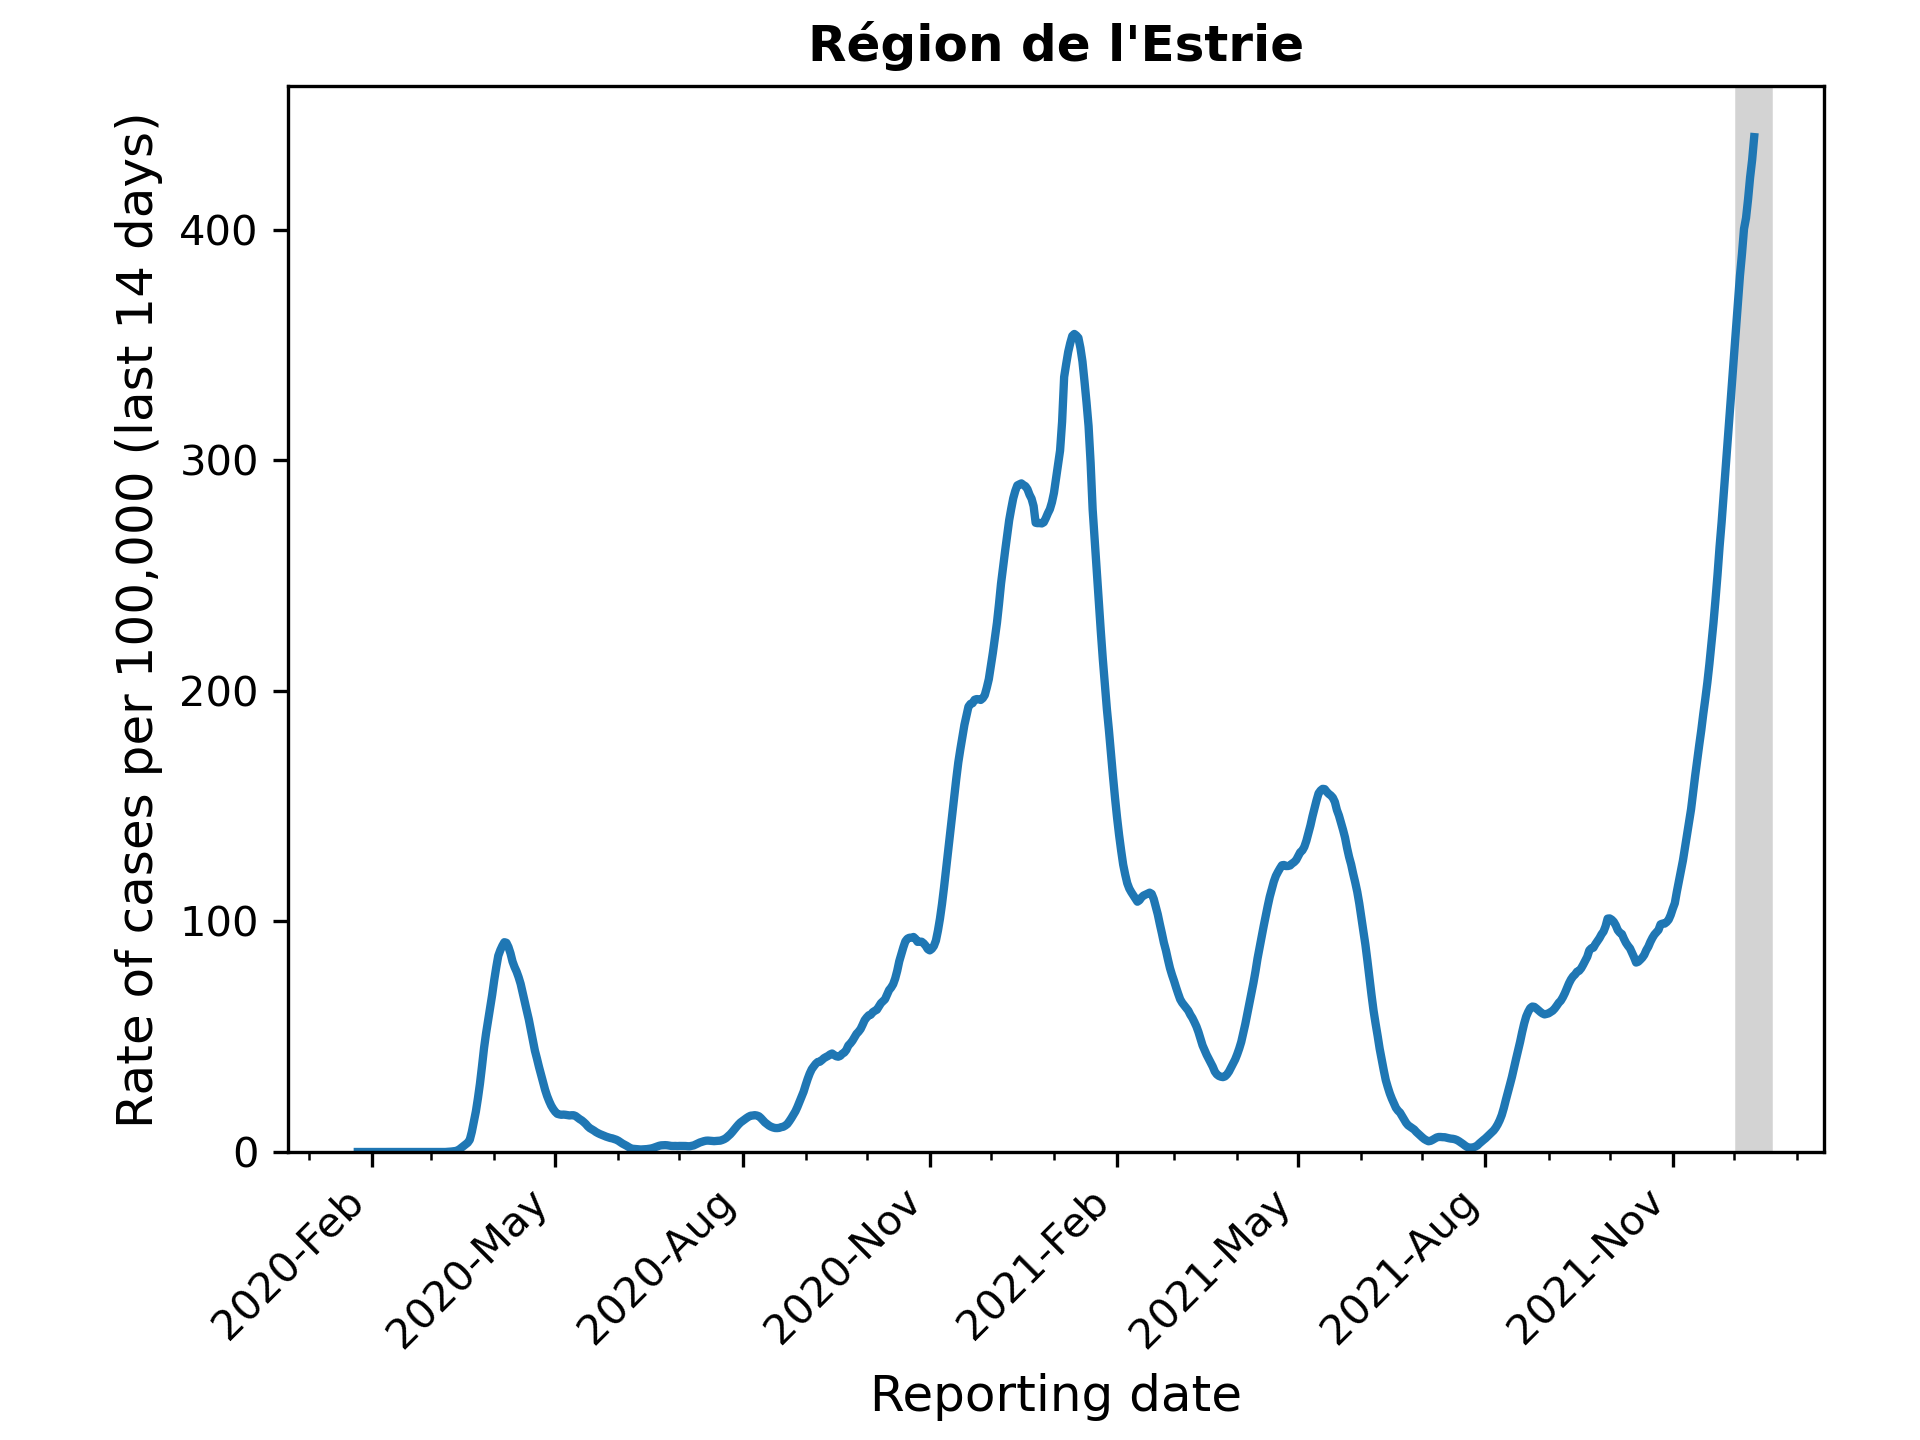 Région de l'Estrie
Rate of cases per 100,000 (last 14 days)
400
300
200
100
0
2020-Feb
2020-May
2020-Aug
2020-Nov
2021-Feb
2021-May
2021-Aug
2021-Nov
Reporting date